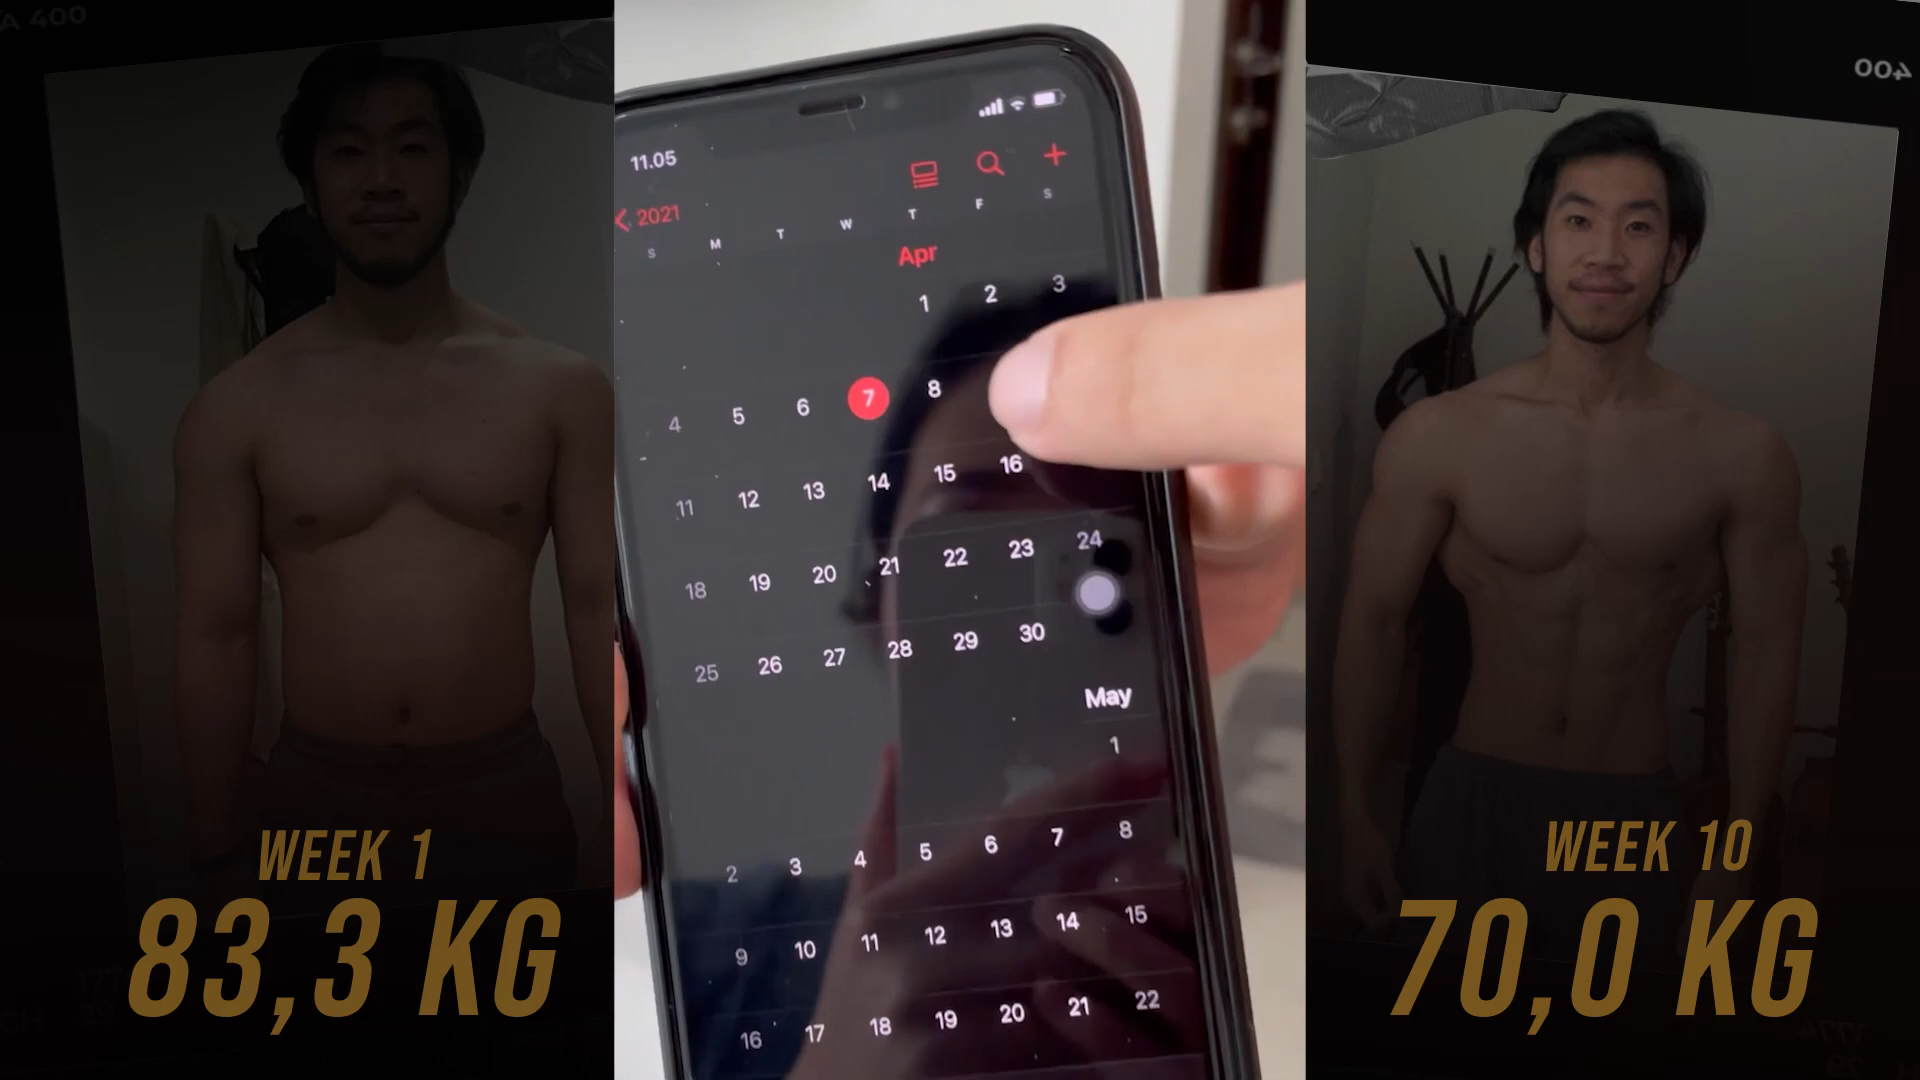 A 400
WEEK 1
83,3 KG
11.05
2021
S M T W T F S
Apr
1 2 3
4 5 6 7 8
11 12 13 14 15 16
18 19 20 21 22 23 24
25 26 27 28 29 30
May
1
2 3 4 5 6 7 8
9 10 11 12 13 14 15
16 17 18 19 20 21 22
400
WEEK 10
70,0 KG